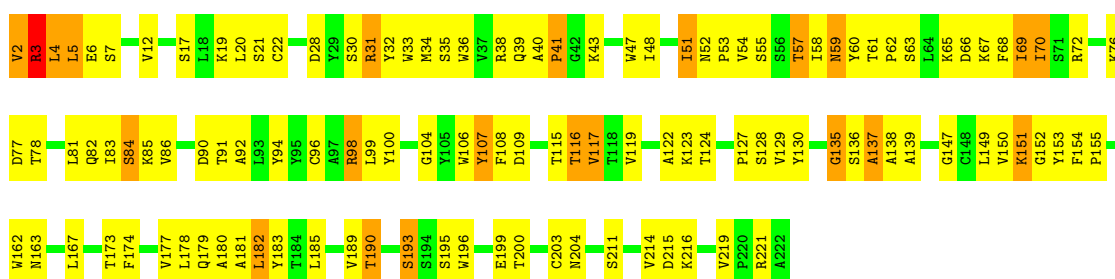 V2 R3 L4 L5 E6 S7 V12 S17 L18 K19 L20 S21 C22 D28 Y29 S30 R31 Y32 W33 M34 S35 W36 V37 R38 Q39 A40 P41 G42 K43 W47 I48 I51 N52 P53 V54 S55 S56 T57 I58 N59 Y60 T61 P62 S63 L64 K65 D66 K67 F68 I69 I70 S71 R72 K76
D77 T78 L81 Q82 I83 S84 K85 V86 D90 T91 A92 L93 Y94 Y95 C96 A97 R98 L99 Y100 G104 Y105 W106 Y107 F108 D109 T115 T116 V117 T118 V119 A122 K123 T124 P127 S128 V129 Y130 G135 S136 A137 A138 A139 G147 C148 L149 V150 K151 G152 Y153 F154 P155
W162 N163 L167 T173 F174 V177 L178 Q179 A180 A181 L182 Y183 T184 L185 V189 T190 S193 S194 S195 W196 E199 T200 C203 N204 S211 V214 D215 K216 V219 P220 R221 A222